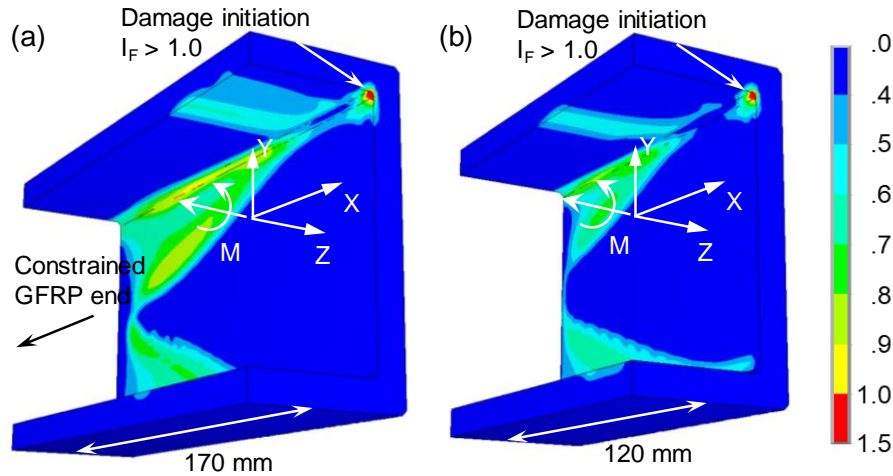 (a)
Damage initiation
I_F > 1.0
Y
X
Z
M
Constrained
GFRP end
170 mm
(b)
Damage initiation
I_F > 1.0
Y
X
Z
M
120 mm
.0
.4
.5
.6
.7
.8
.9
1.0
1.5